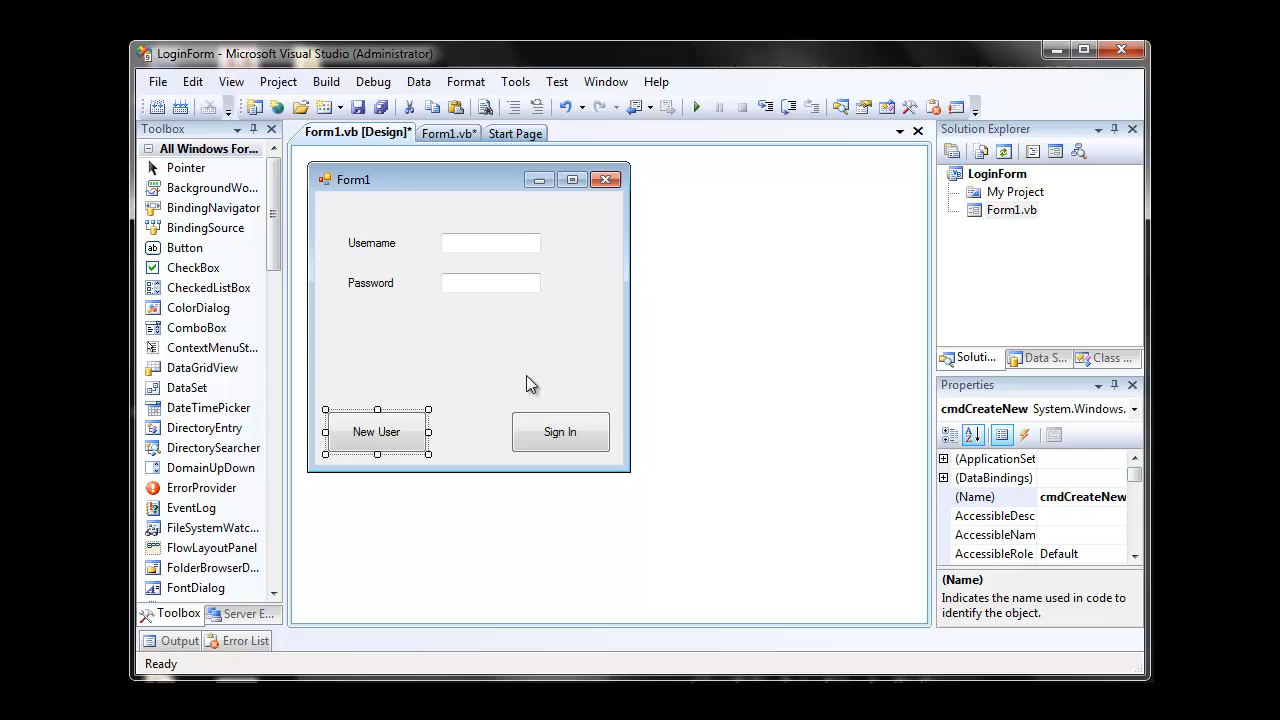 LoginForm - Microsoft Visual Studio (Administrator)
File Edit View Project Build Debug Data Format Tools Test Window Help
Toolbox
All Windows For...
Pointer
BackgroundWo...
BindingNavigator
BindingSource
Button
CheckBox
CheckedListBox
ColorDialog
ComboBox
ContextMenuSt...
DataGridView
DataSet
DateTimePicker
DirectoryEntry
DirectorySearcher
DomainUpDown
ErrorProvider
EventLog
FileSystemWatc...
FlowLayoutPanel
FolderBrowserD...
FontDialog
Toolbox Server E...
Output Error List
Ready
Form1.vb [Design]* Form1.vb* Start Page
Form1
Username
Password
New User Sign In
Solution Explorer
LoginForm
My Project
Form1.vb
Soluti... Data S... Class ...
Properties
cmdCreateNew System.Windows.
(ApplicationSet
(DataBindings)
(Name) cmdCreateNew
AccessibleDesc
AccessibleNam
AccessibleRole Default
(Name)
Indicates the name used in code to
identify the object.